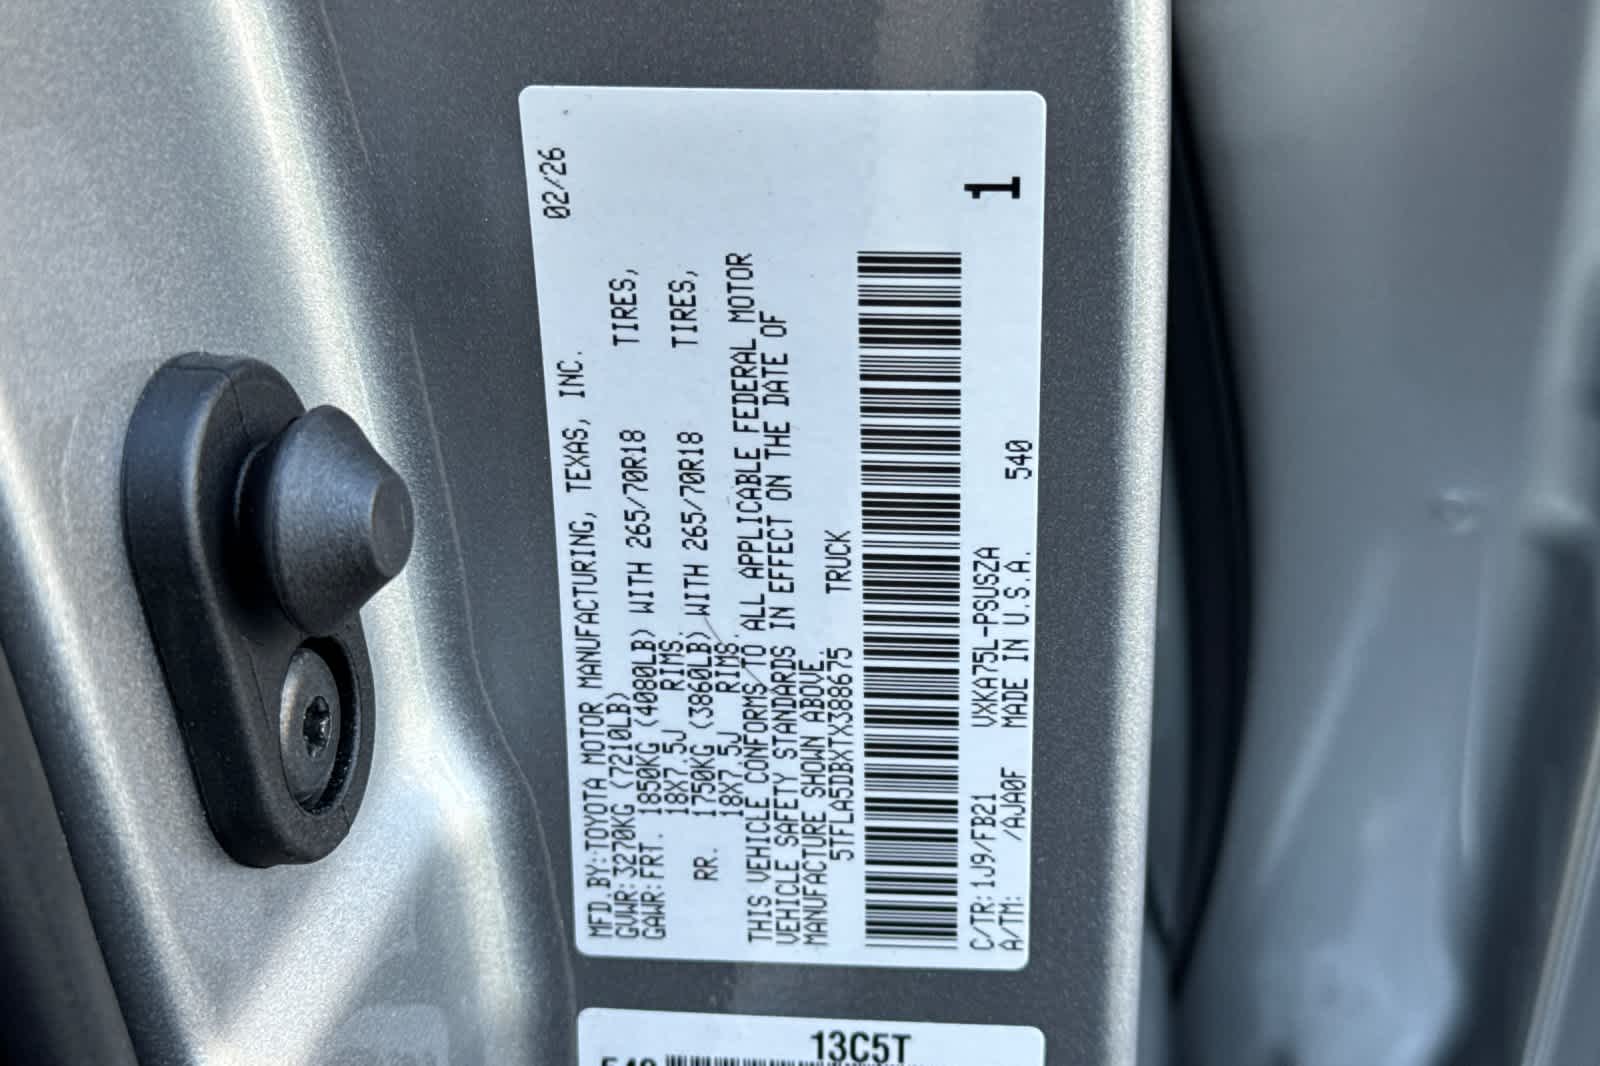 02/26
MFD.BY:TOYOTA MOTOR MANUFACTURING, TEXAS, INC.
GVWR:3270KG (7210LB)
GAWR:FRT. 1850KG (4080LB) WITH 265/70R18 TIRES,
18X7.5J RIMS.
RR. 1750KG (3860LB) WITH 265/70R18 TIRES,
18X7.5J RIMS.
THIS VEHICLE CONFORMS TO ALL APPLICABLE FEDERAL MOTOR
VEHICLE SAFETY STANDARDS IN EFFECT ON THE DATE OF
MANUFACTURE SHOWN ABOVE.
5TFLA5DBXTX388675 TRUCK
1
C/TR:1J9/FB21 VXKA75L-PSUSZA
A/TM: /AJA0F MADE IN U.S.A. 540
13C5T